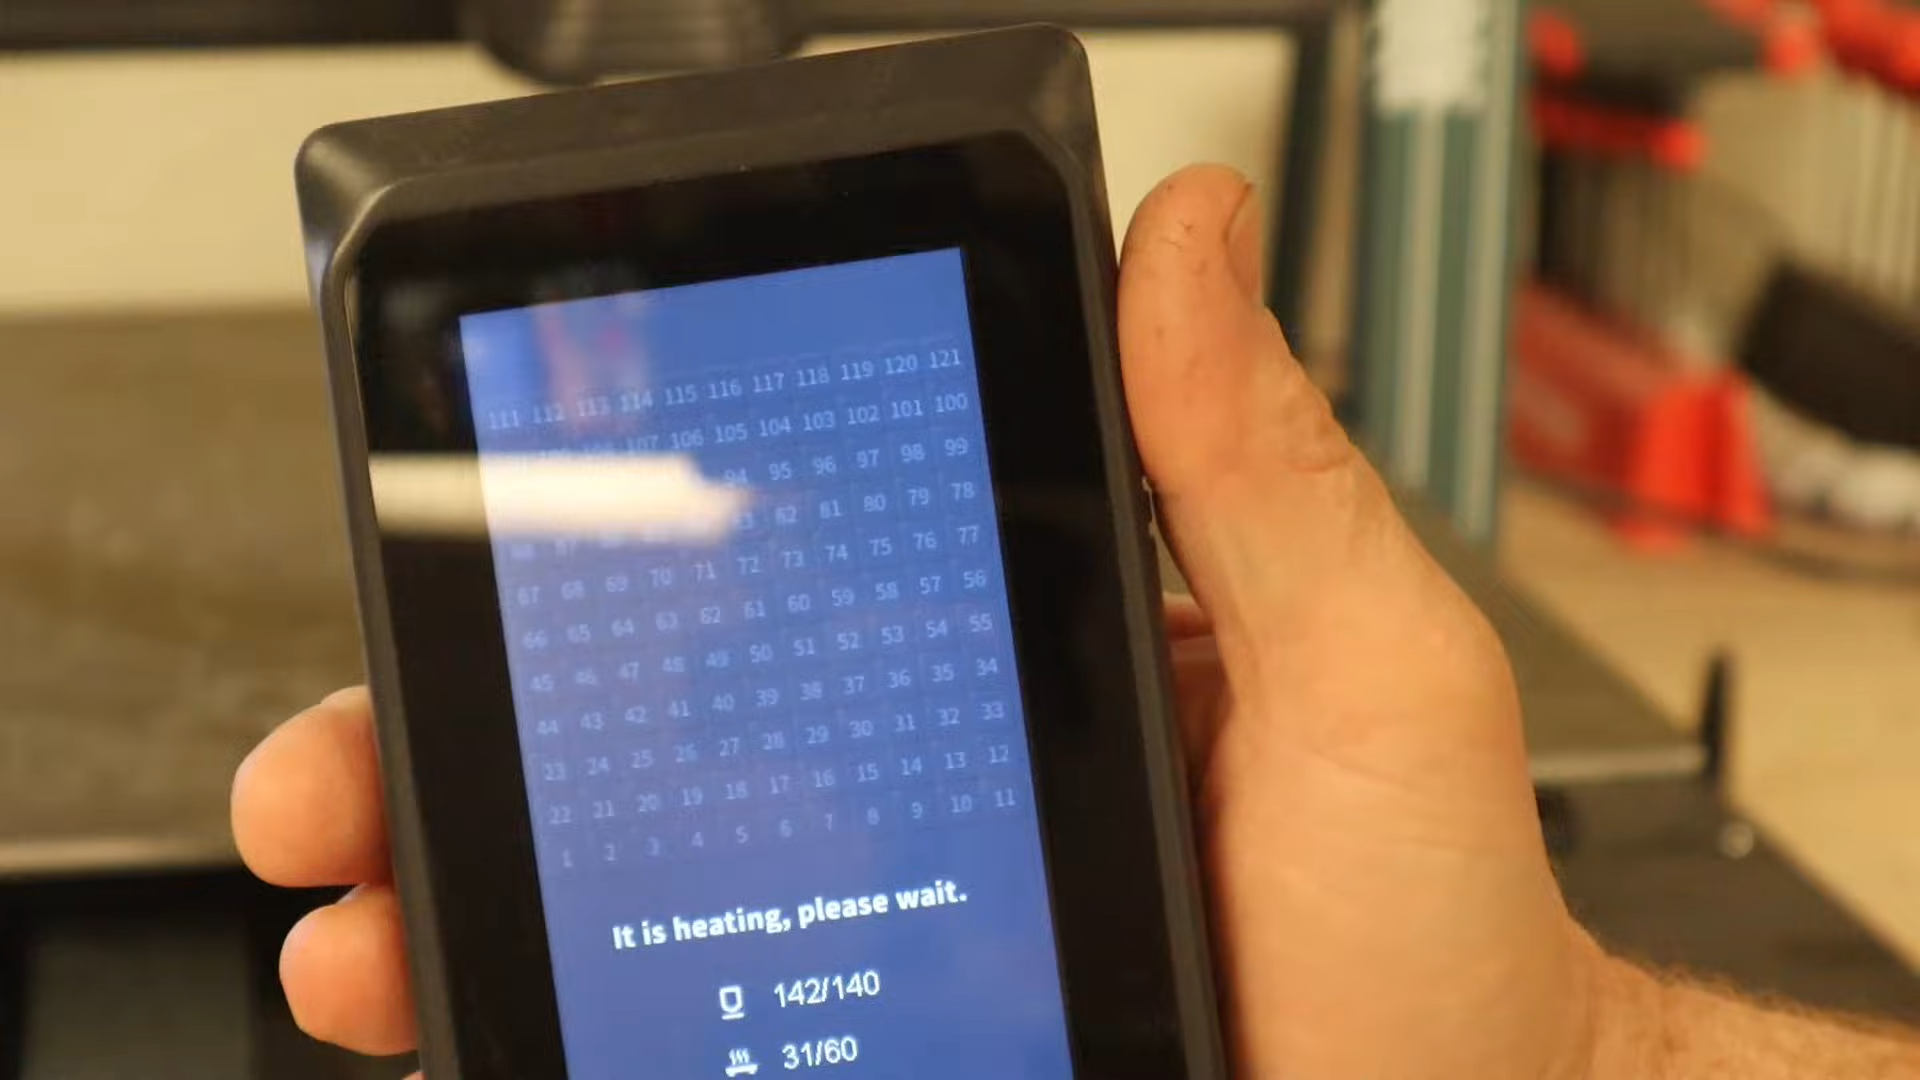 111 112 113 114 115 116 117 118 119 120 121
107 106 105 104 103 102 101 100
94 95 96 97 98 99
82 81 80 79 78
67 68 69 70 71 72 73 74 75 76 77
66 65 64 63 62 61 60 59 58 57 56
45 46 47 48 49 50 51 52 53 54 55
44 43 42 41 40 39 38 37 36 35 34
23 24 25 26 27 28 29 30 31 32 33
22 21 20 19 18 17 16 15 14 13 12
1 2 3 4 5 6 7 8 9 10 11
It is heating, please wait.
142/140
31/60